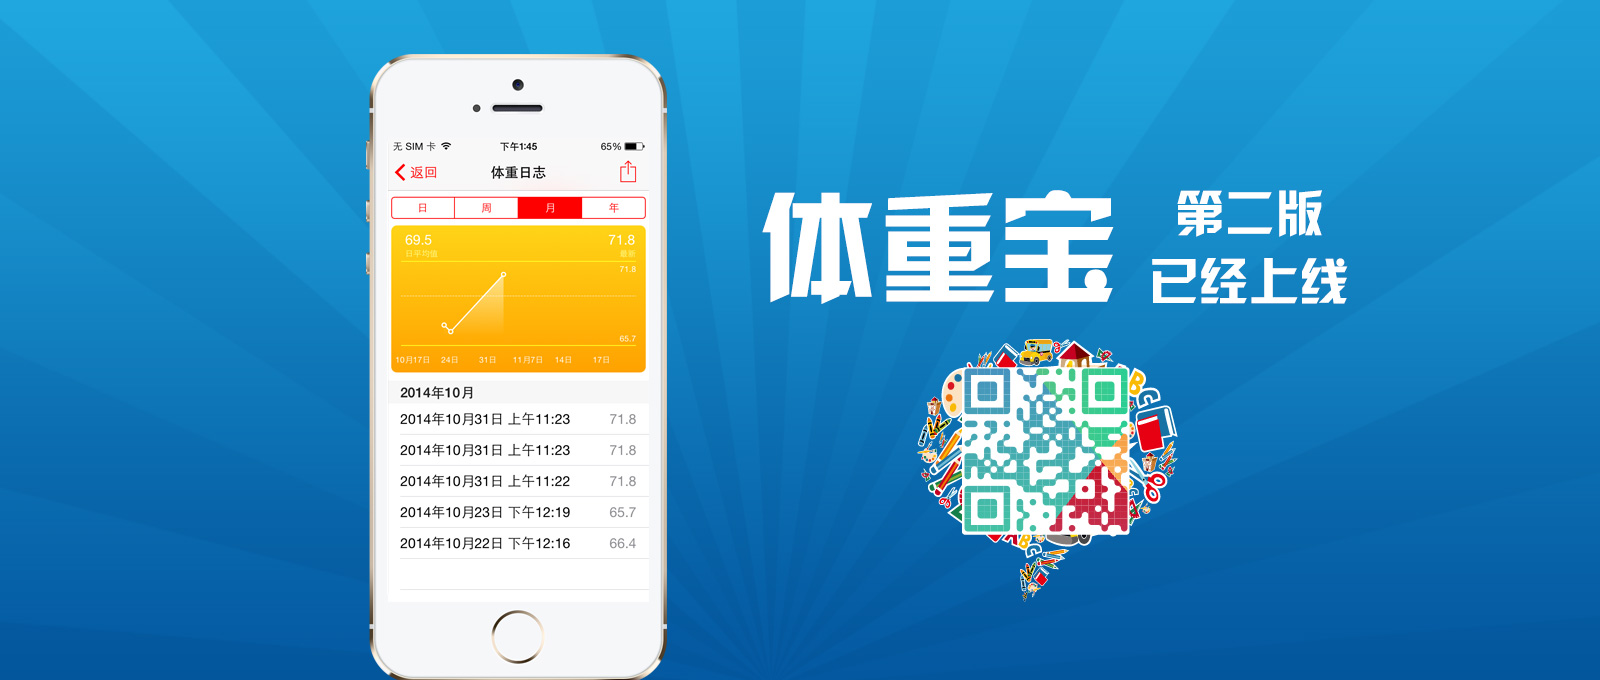 无 SIM 卡
下午1:45
65%
返回
体重日志
日
周
月
年
69.5
71.8
日平均值
最新
71.8
65.7
10月17日
24日
31日
11月7日
14日
17日
2014年10月
2014年10月31日 上午11:23 71.8
2014年10月31日 上午11:23 71.8
2014年10月31日 上午11:22 71.8
2014年10月23日 下午12:19 65.7
2014年10月22日 下午12:16 66.4
体重宝
第二版
已经上线